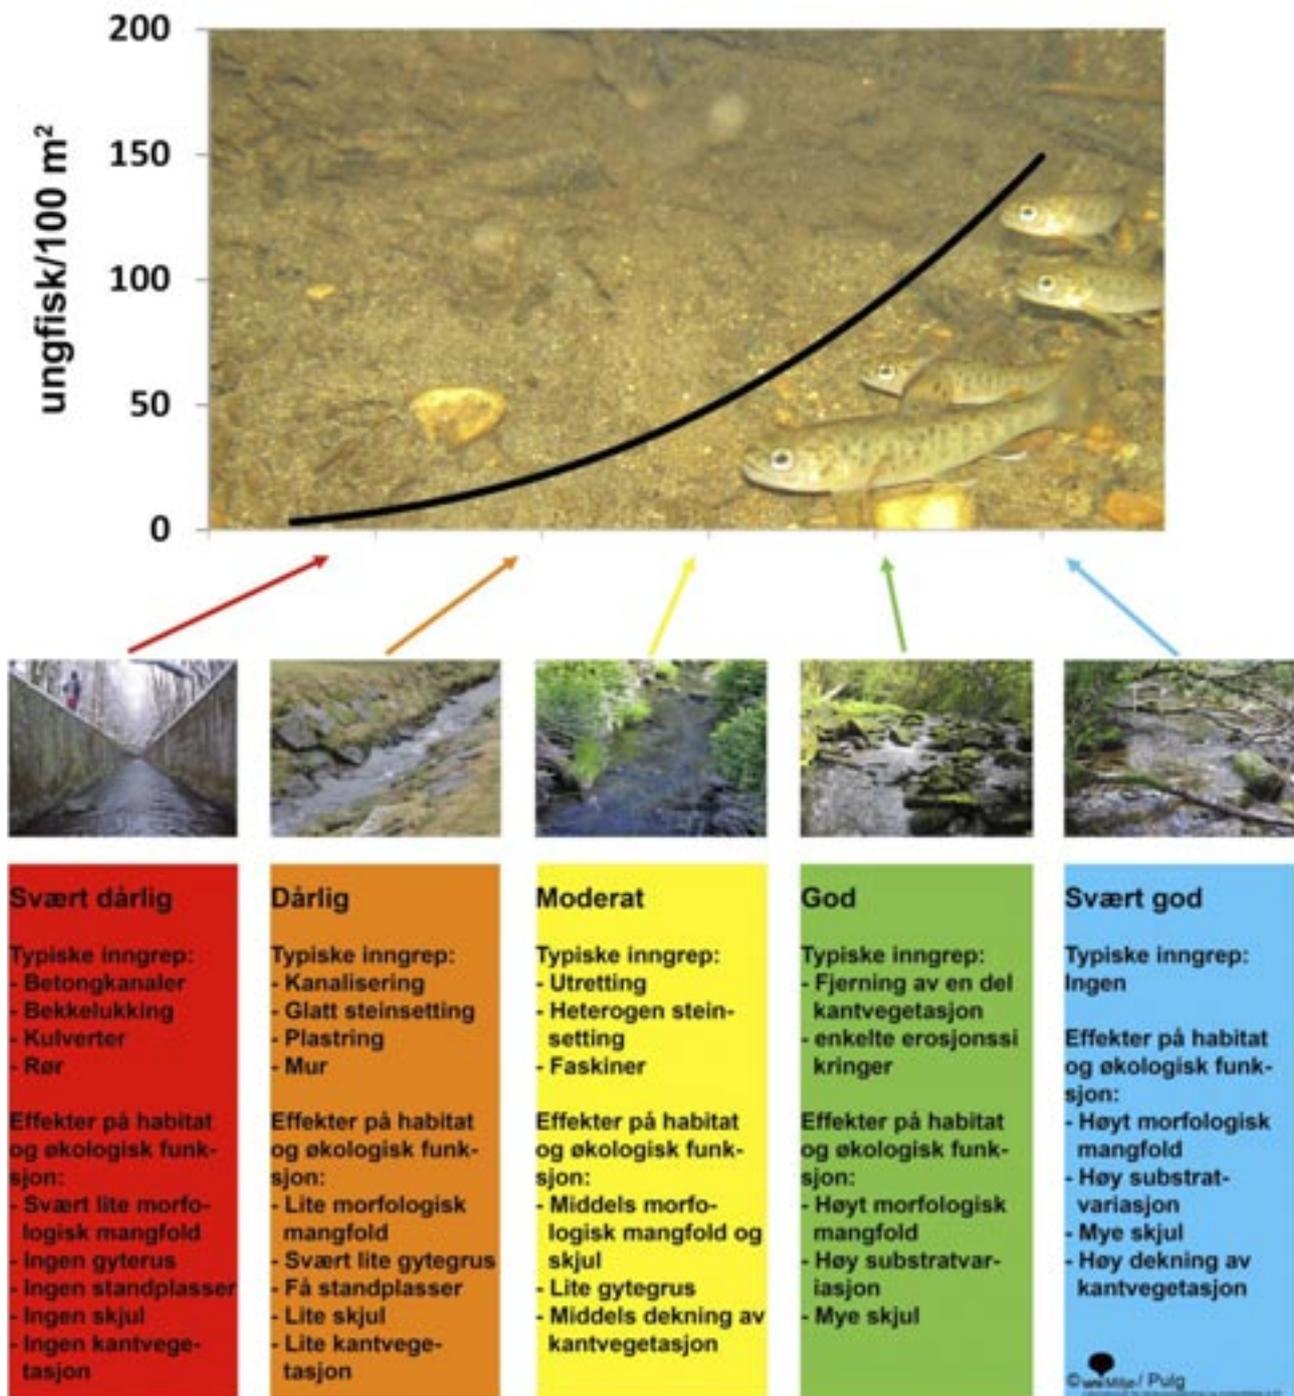 200
150
100
50
0
ungfisk/100 m²
Svært dårlig
Typiske inngrep:
- Betongkanaler
- Bekkelukking
- Kulverter
- Rør
Effekter på habitat
og økologisk funk-
sjon:
- Svært lite morfo-
logisk mangfold
- Ingen gyterus
- Ingen standplasser
- Ingen skjul
- Ingen kantvege-
tasjon
Dårlig
Typiske inngrep:
- Kanalisering
- Glatt steinsetting
- Plastring
- Mur
Effekter på habitat
og økologisk funk-
sjon:
- Lite morfologisk
mangfold
- Svært lite gytegrus
- Få standplasser
- Lite skjul
- Lite kantvege-
tasjon
Moderat
Typiske inngrep:
- Utretting
- Heterogen stein-
setting
- Faskiner
Effekter på habitat
og økologisk funk-
sjon:
- Middels morfo-
logisk mangfold og
skjul
- Lite gytegrus
- Middels dekning av
kantvegetasjon
God
Typiske inngrep:
- Fjerning av en del
kantvegetasjon
- enkelte erosjonssi
kringer
Effekter på habitat
og økologisk funk-
sjon:
- Høyt morfologisk
mangfold
- Høy substratvar-
iasjon
- Mye skjul
Svært god
Typiske inngrep:
Ingen
Effekter på habitat
og økologisk funk-
sjon:
- Høyt morfologisk
mangfold
- Høy substrat-
variasjon
- Mye skjul
- Høy dekning av
kantvegetasjon
© / Pulg